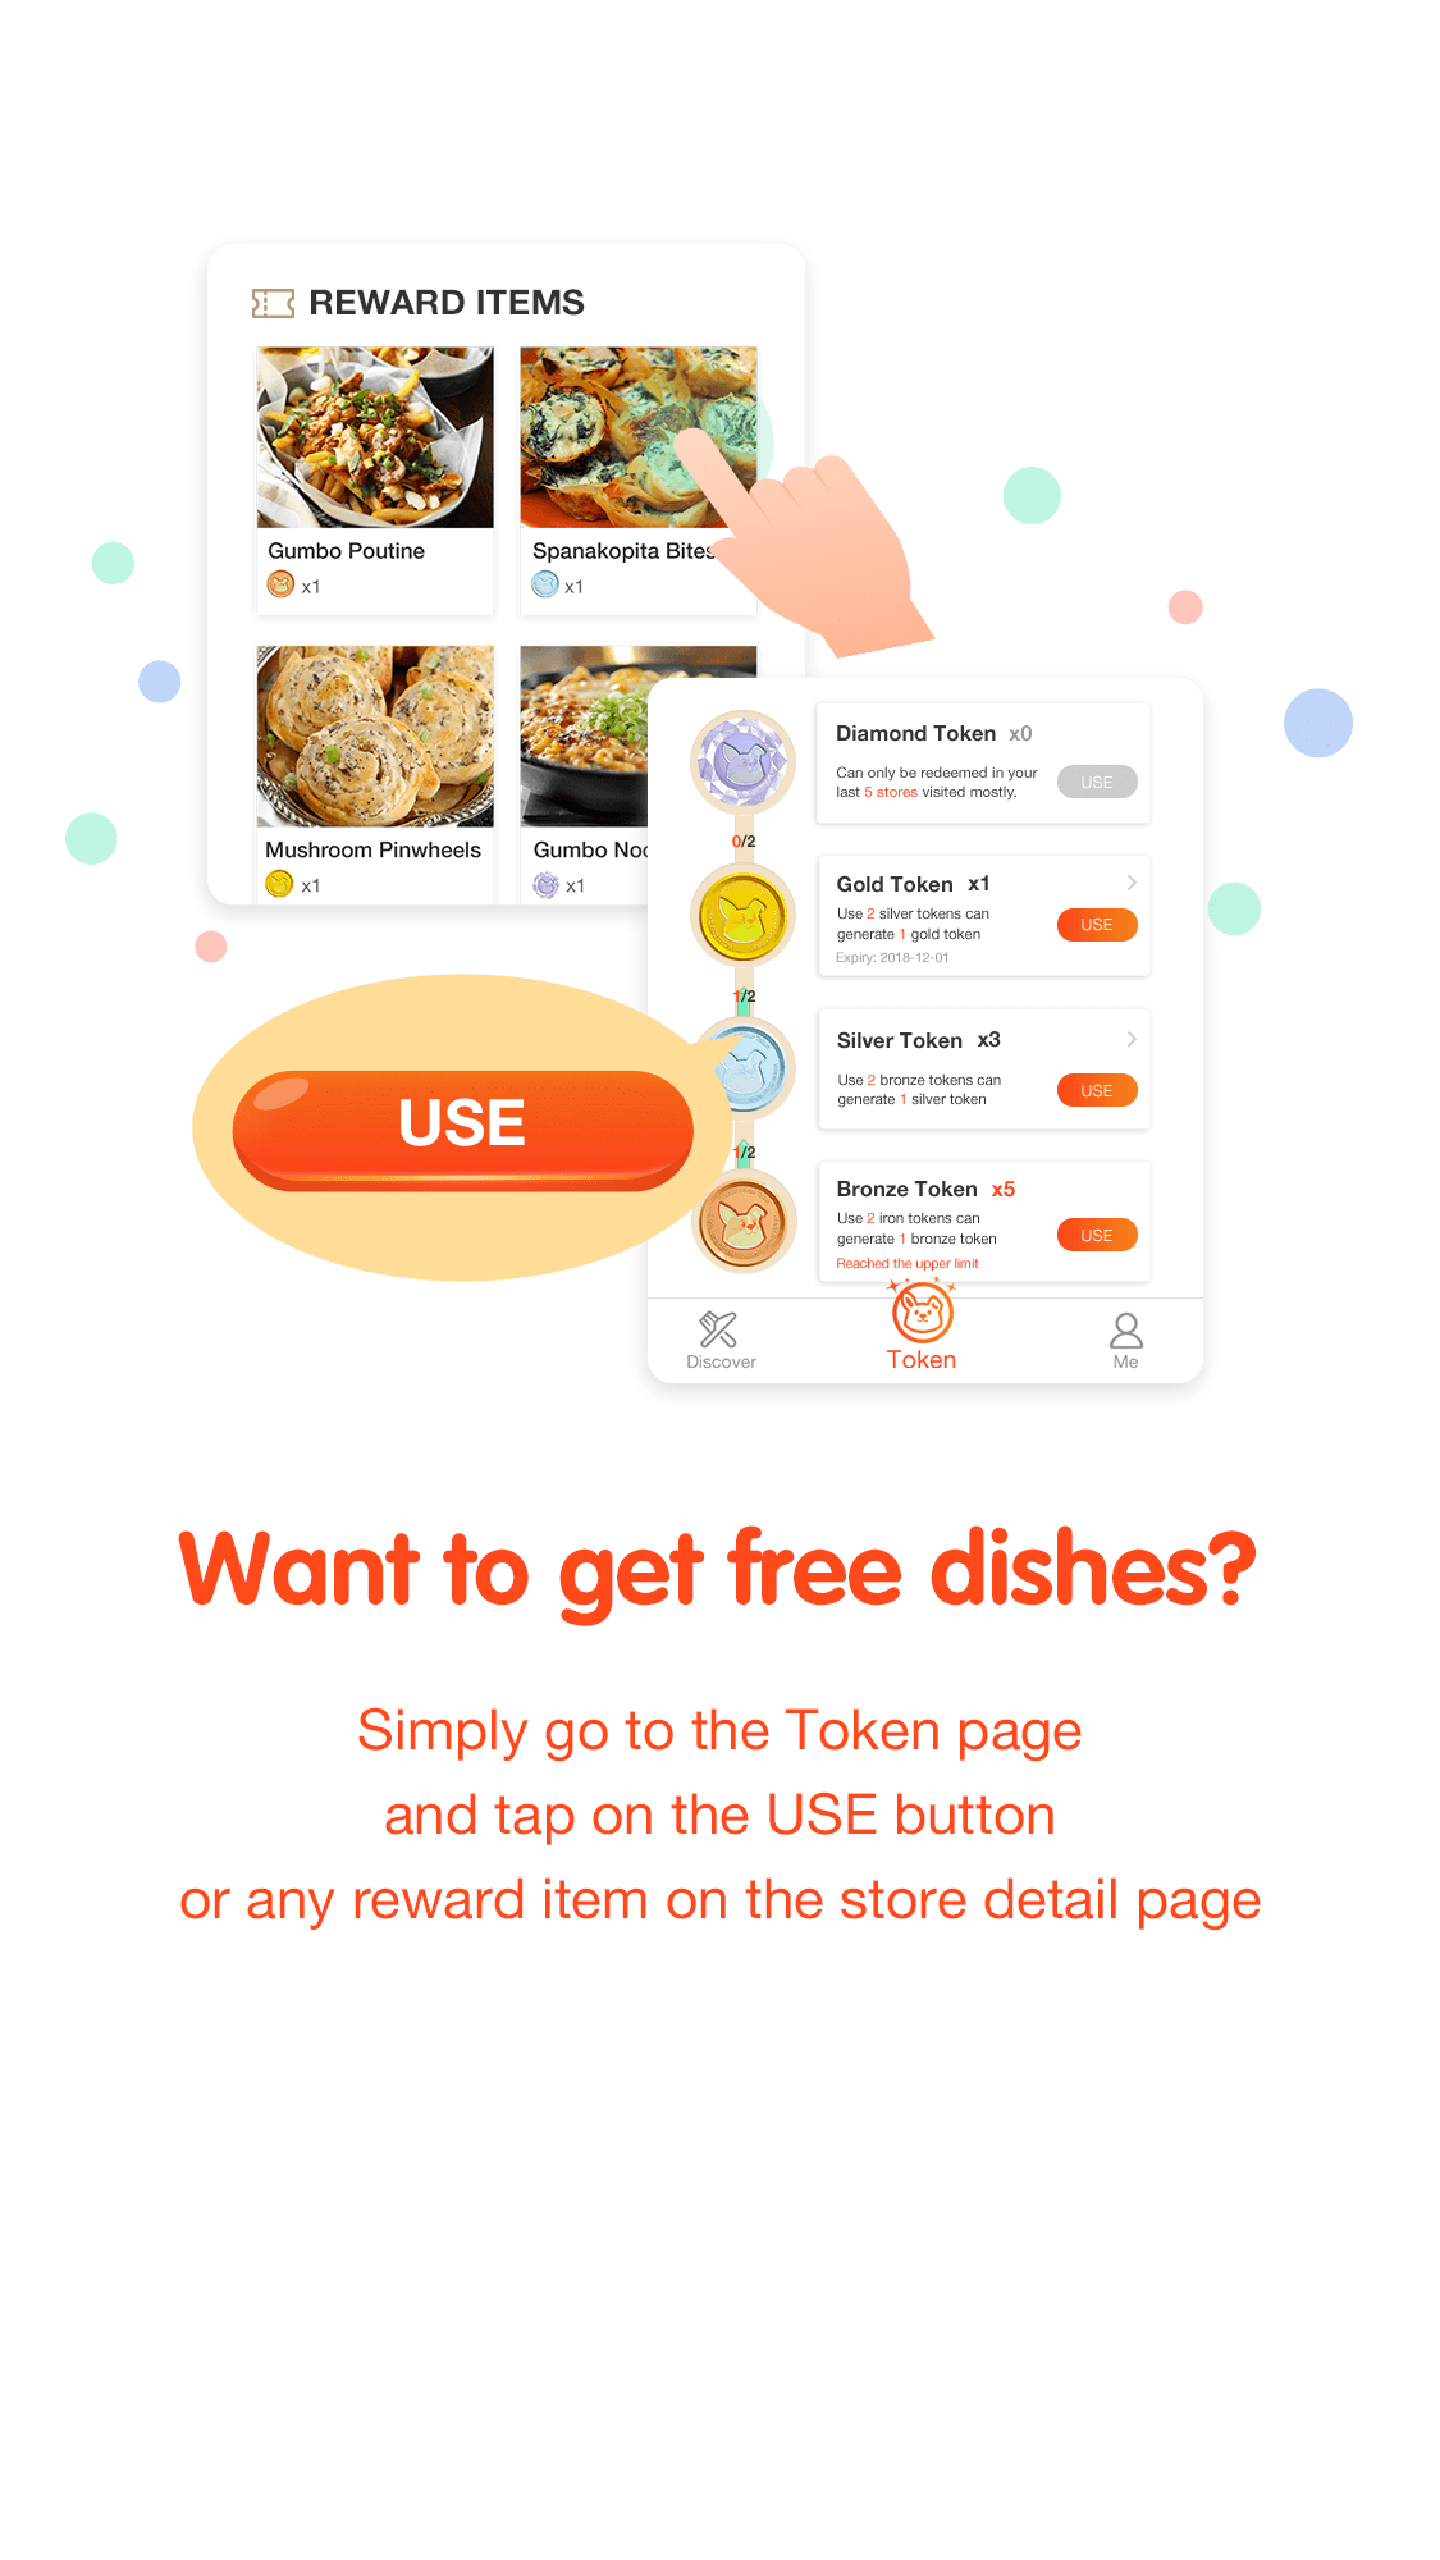 REWARD ITEMS
Gumbo Poutine
x1
Spanakopita Bites
x1
Mushroom Pinwheels
x1
Gumbo
x1
Diamond Token x0
Can only be redeemed in your
last 5 stores visited mostly.
USE
0/2
Gold Token x1
Use 2 silver tokens can
generate 1 gold token
Expiry: 2018-12-01
USE
1/2
Silver Token x3
Use 2 bronze tokens can
generate 1 silver token
USE
1/2
Bronze Token x5
Use 2 iron tokens can
generate 1 bronze token
Reached the upper limit
USE
USE
Discover
Token
Me
Want to get free dishes?
Simply go to the Token page
and tap on the USE button
or any reward item on the store detail page